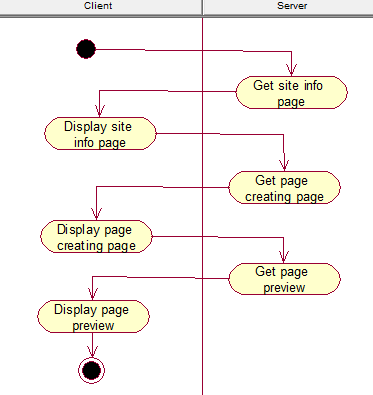 Client
Server
Get site info
page
Display site
info page
Get page
creating page
Display page
creating page
Get page
preview
Display page
preview